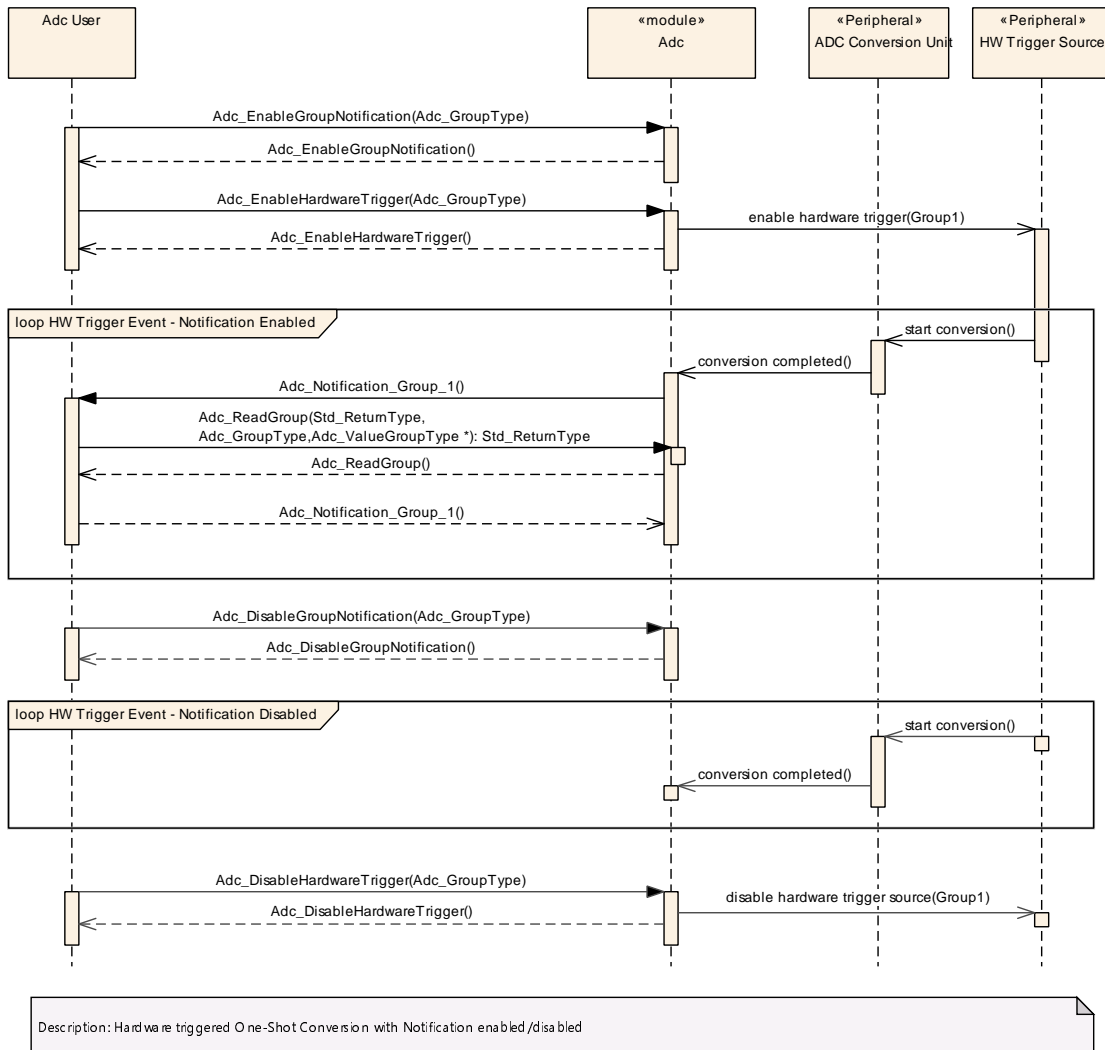 Adc User
«module»
Adc
«Peripheral»
ADC Conversion Unit
«Peripheral»
HW Trigger Source
Adc_EnableGroupNotification(Adc_GroupType)
Adc_EnableGroupNotification()
Adc_EnableHardwareTrigger(Adc_GroupType)
enable hardware trigger(Group1)
Adc_EnableHardwareTrigger()
loop HW Trigger Event - Notification Enabled
start conversion()
conversion completed()
Adc_Notification_Group_1()
Adc_ReadGroup(Std_ReturnType,
Adc_GroupType,Adc_ValueGroupType *): Std_ReturnType
Adc_ReadGroup()
Adc_Notification_Group_1()
Adc_DisableGroupNotification(Adc_GroupType)
Adc_DisableGroupNotification()
loop HW Trigger Event - Notification Disabled
start conversion()
conversion completed()
Adc_DisableHardwareTrigger(Adc_GroupType)
disable hardware trigger source(Group1)
Adc_DisableHardwareTrigger()
Description: Hardware triggered One-Shot Conversion with Notification enabled/disabled